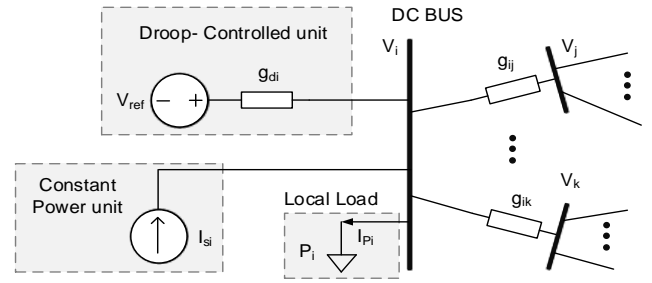 DC BUS
Droop- Controlled unit
V_i
V_j
g_di
g_ij
V_ref
− +
Constant
Power unit
I_si
Local Load
I_Pi
P_i
g_ik
V_k